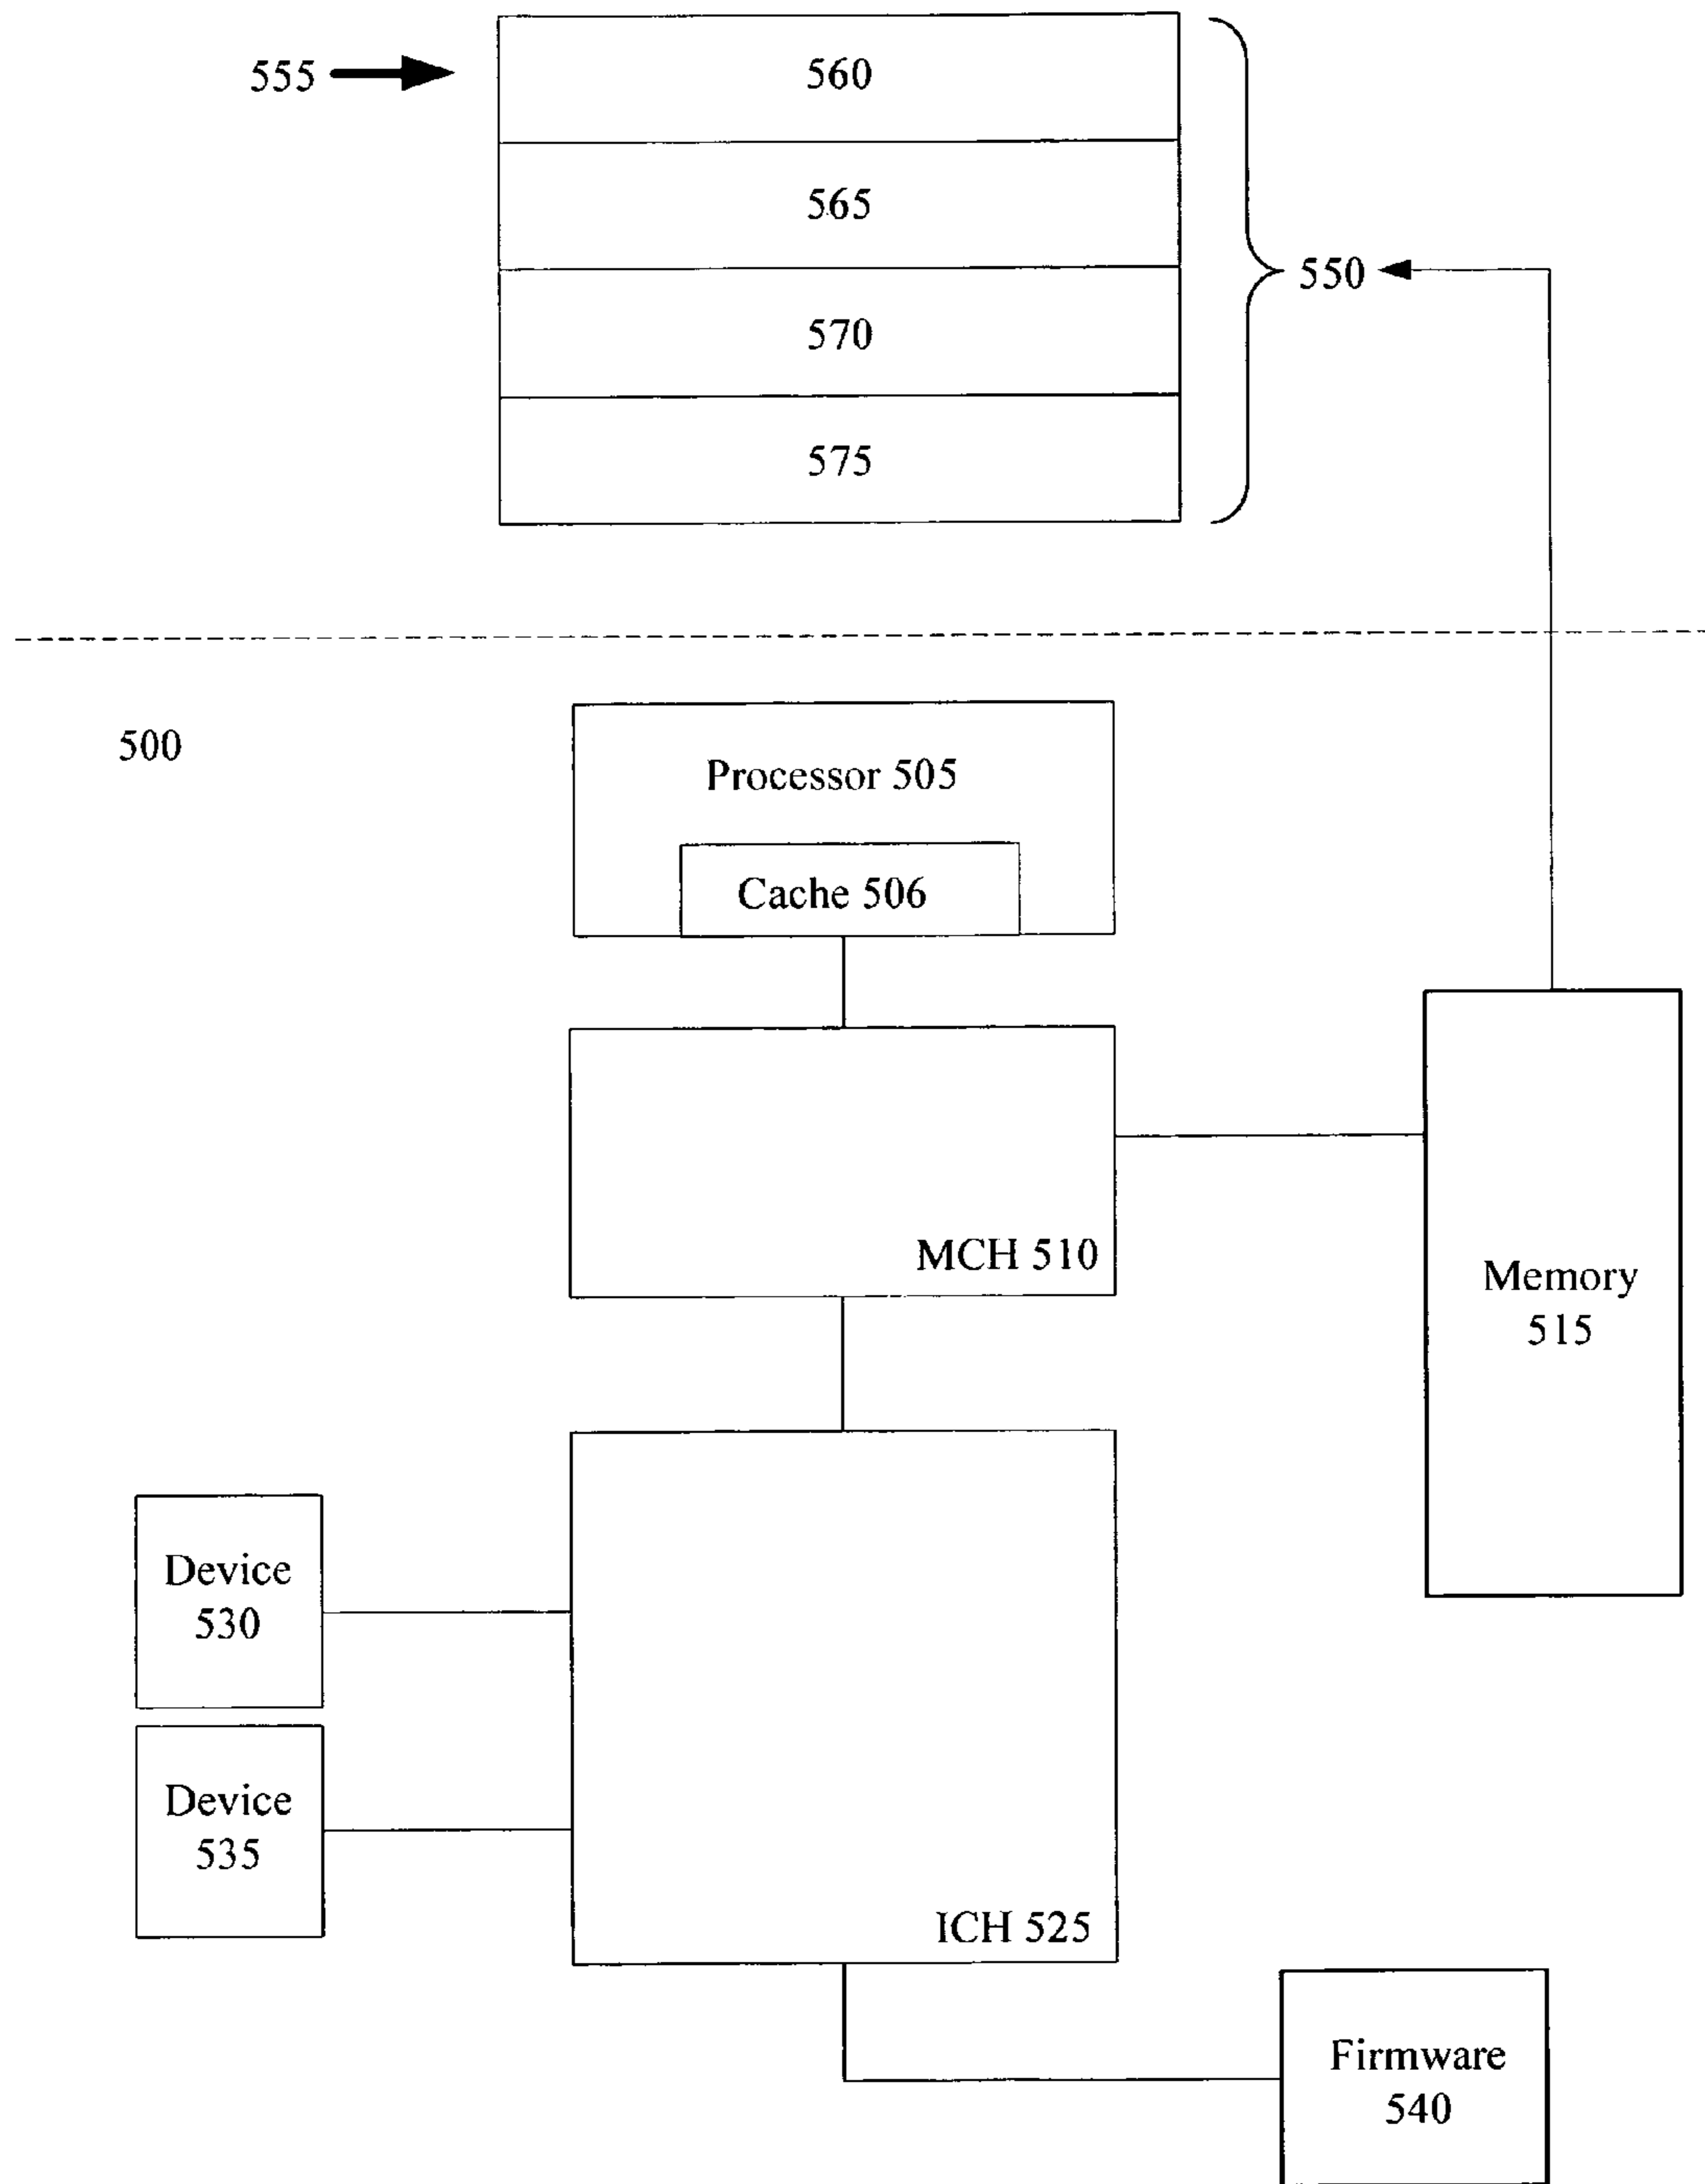 555
560
565
550
570
575
500
Processor 505
Cache 506
MCH 510
Memory
515
Device
530
Device
535
ICH 525
Firmware
540